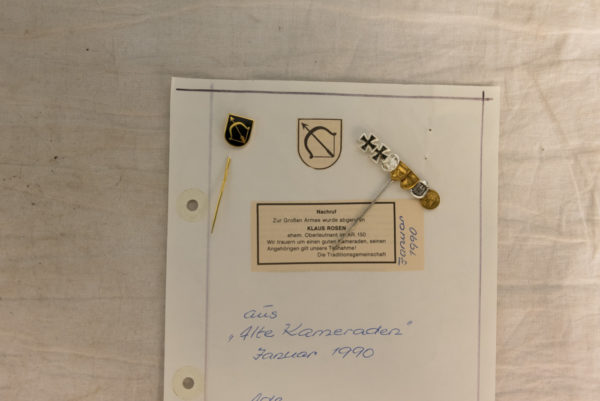 Nachruf
Zur Großen Armee wurde abgerufen
KLAUS ROSEN
ehem. Oberleutnant im AR 150
Wir trauern um einen guten Kameraden, seinen
Angehörigen gilt unsere Teilnahme!
Die Traditionsgemeinschaft
Januar
1990
aus
„Alte Kameraden"
Januar 1990